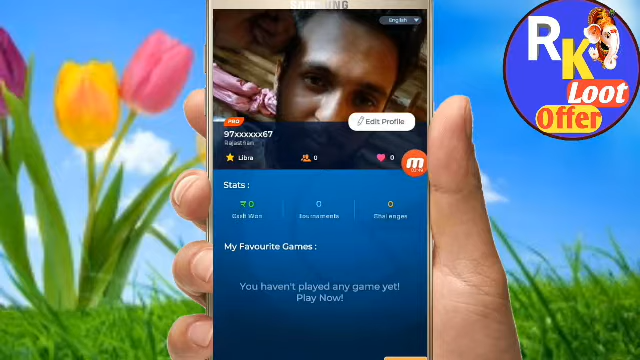 SAMSUNG
English
RK
Loot
Offer
Edit Profile
PRO
97xxxxxx67
Rajasthan
Libra
0
0
Stats :
₹ 0
0
0
Cash Won
Tournaments
Challenges
My Favourite Games :
You haven't played any game yet!
Play Now!